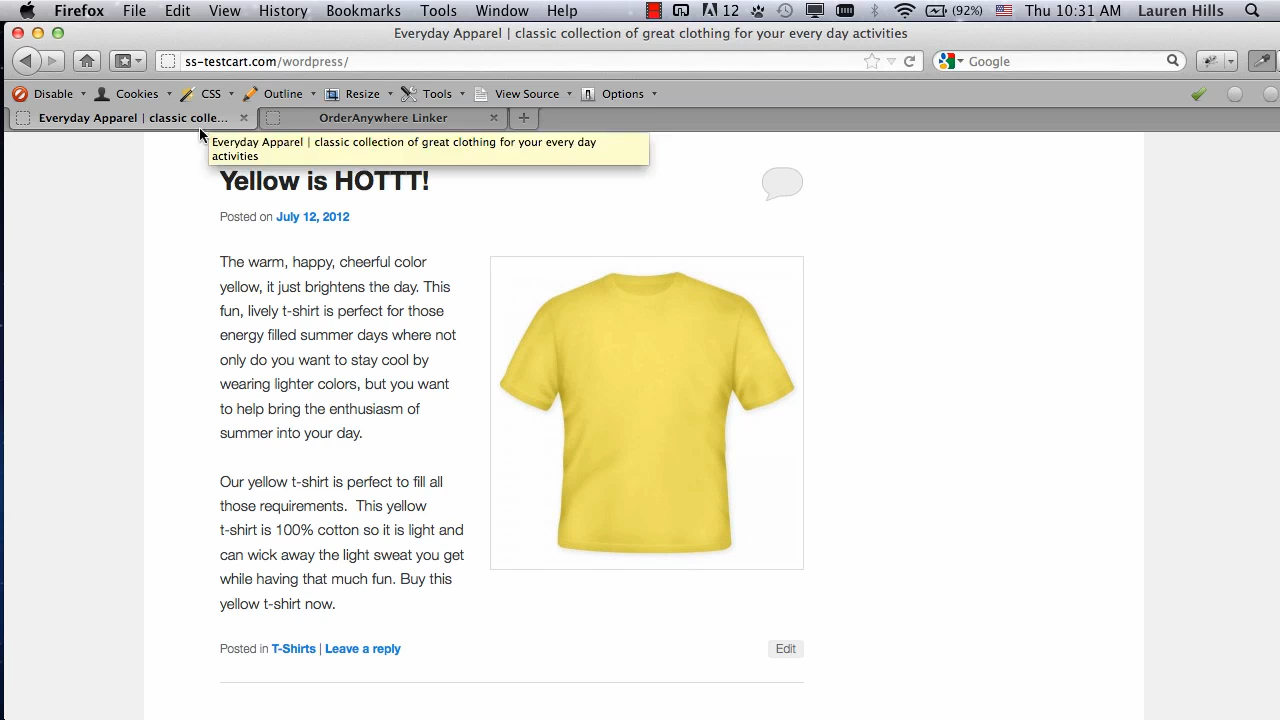 Firefox File Edit View History Bookmarks Tools Window Help 12 (92%) Thu 10:31 AM Lauren Hills
Everyday Apparel | classic collection of great clothing for your every day activities
ss-testcart.com/wordpress/ Google
Disable Cookies CSS Outline Resize Tools View Source Options
Everyday Apparel | classic colle... OrderAnywhere Linker
Everyday Apparel | classic collection of great clothing for your every day
activities
Yellow is HOTTT!
Posted on July 12, 2012
The warm, happy, cheerful color
yellow, it just brightens the day. This
fun, lively t-shirt is perfect for those
energy filled summer days where not
only do you want to stay cool by
wearing lighter colors, but you want
to help bring the enthusiasm of
summer into your day.
Our yellow t-shirt is perfect to fill all
those requirements.  This yellow
t-shirt is 100% cotton so it is light and
can wick away the light sweat you get
while having that much fun. Buy this
yellow t-shirt now.
Posted in T-Shirts | Leave a reply Edit